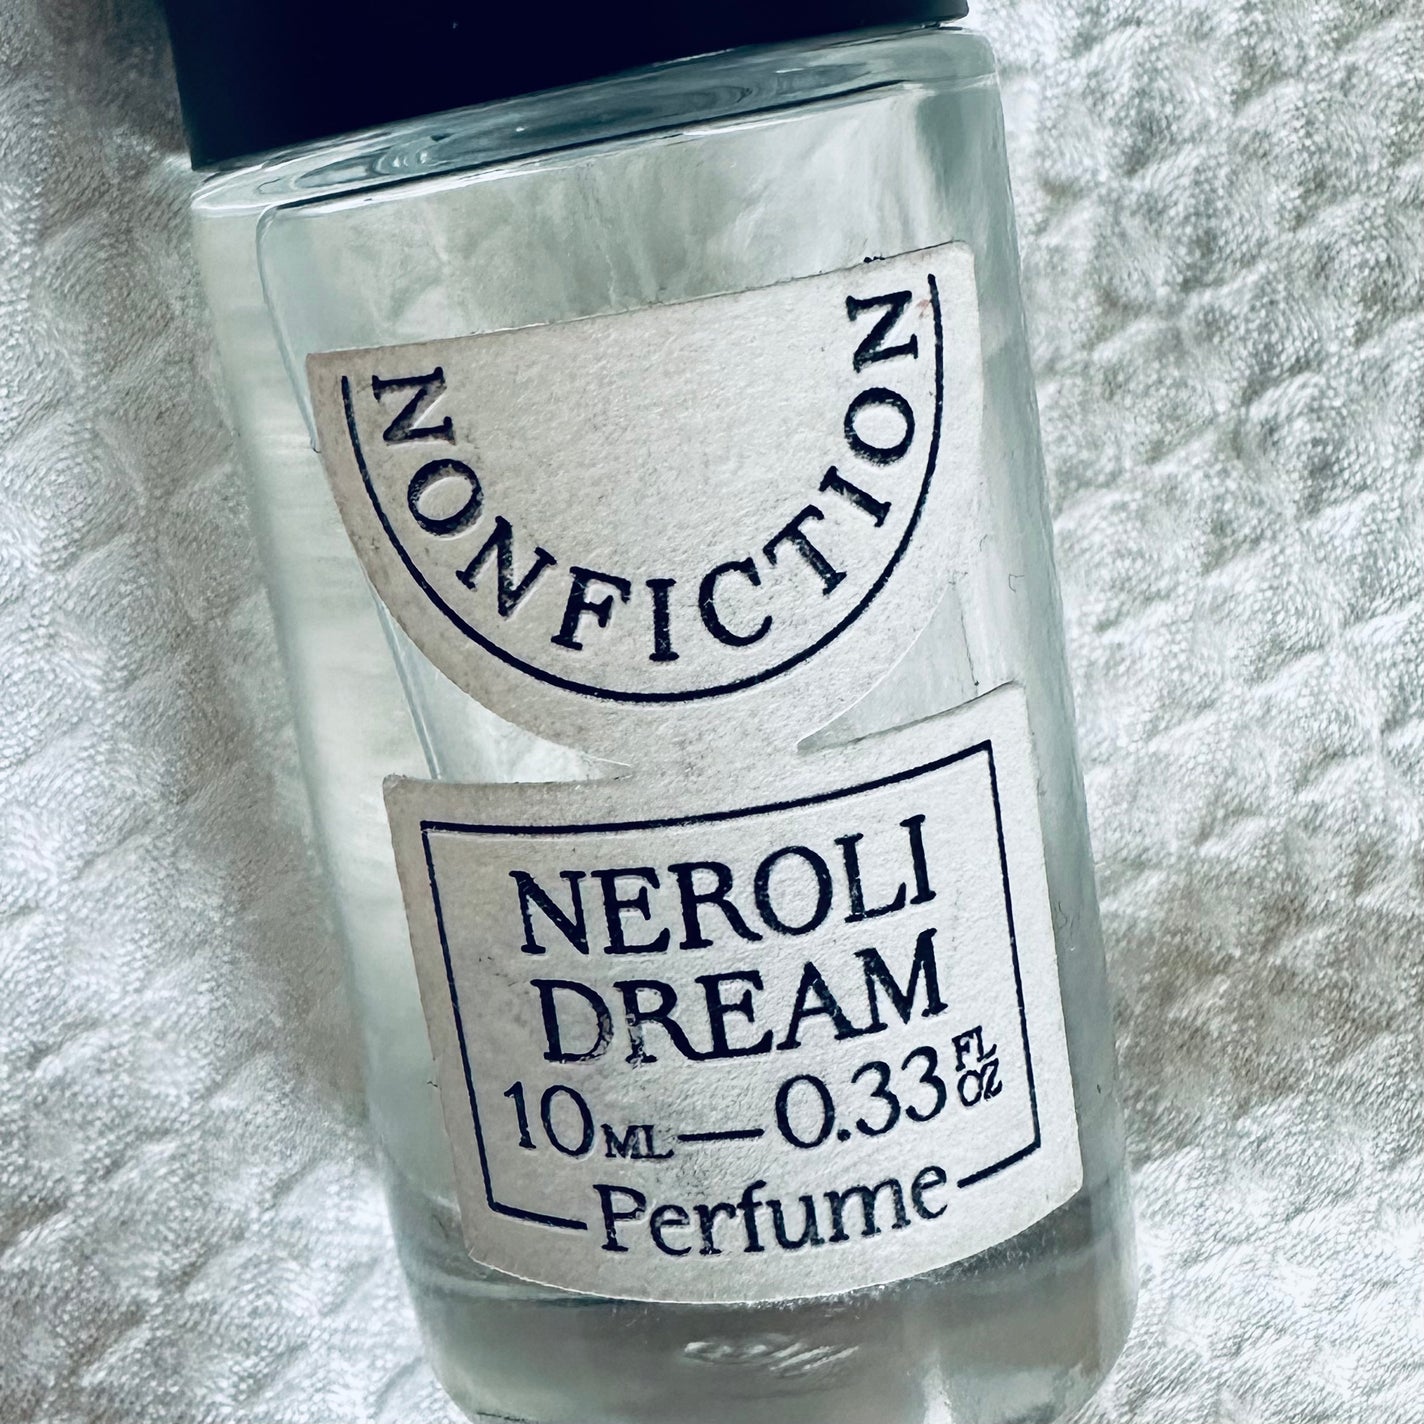 NONFICTION
NEROLI
DREAM
10ML—0.33 FL OZ
Perfume